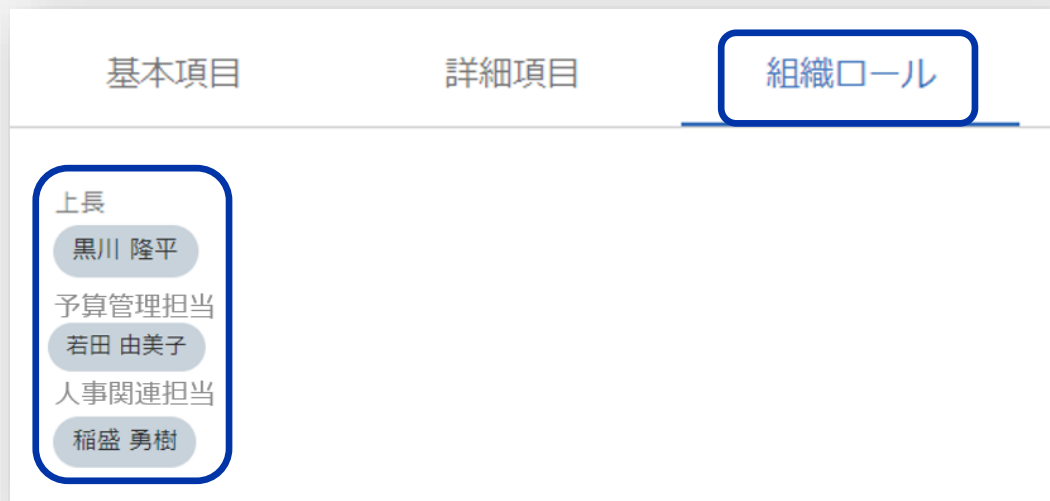 基本項目
詳細項目
組織ロール
上長
黒川 隆平
予算管理担当
若田 由美子
人事関連担当
稲盛 勇樹